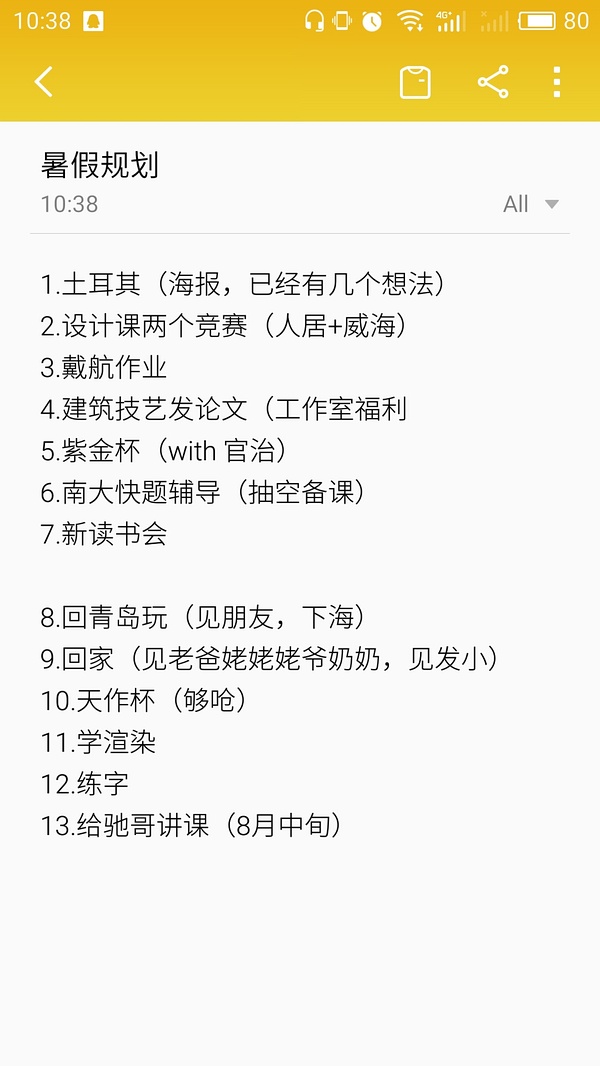 10:38 4G+ 80
暑假规划
10:38 All
1.土耳其（海报，已经有几个想法）
2.设计课两个竞赛（人居+威海）
3.戴航作业
4.建筑技艺发论文（工作室福利
5.紫金杯（with 官治）
6.南大快题辅导（抽空备课）
7.新读书会
8.回青岛玩（见朋友，下海）
9.回家（见老爸姥姥姥爷奶奶，见发小）
10.天作杯（够呛）
11.学渲染
12.练字
13.给驰哥讲课（8月中旬）